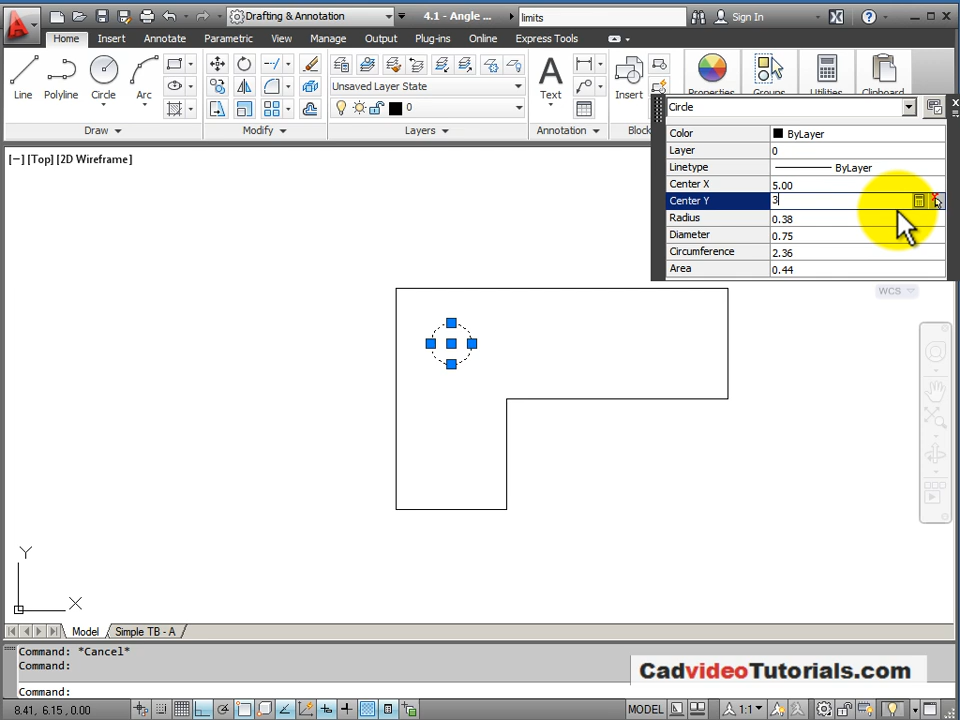 Drafting & Annotation
4.1 - Angle ...
limits
Sign In
Home
Insert
Annotate
Parametric
View
Manage
Output
Plug-ins
Online
Express Tools
Line
Polyline
Circle
Arc
Unsaved Layer State
0
Text
Insert
Properties
Groups
Utilities
Clipboard
Draw
Modify
Layers
Annotation
Block
Circle
Color ByLayer
Layer 0
Linetype ByLayer
Center X 5.00
Center Y 3
Radius 0.38
Diameter 0.75
Circumference 2.36
Area 0.44
[−] [Top] [2D Wireframe]
WCS
Y
X
Model
Simple TB - A
Command: *Cancel*
Command:
Command:
CadvideoTutorials.com
8.41, 6.15, 0.00
MODEL
1:1